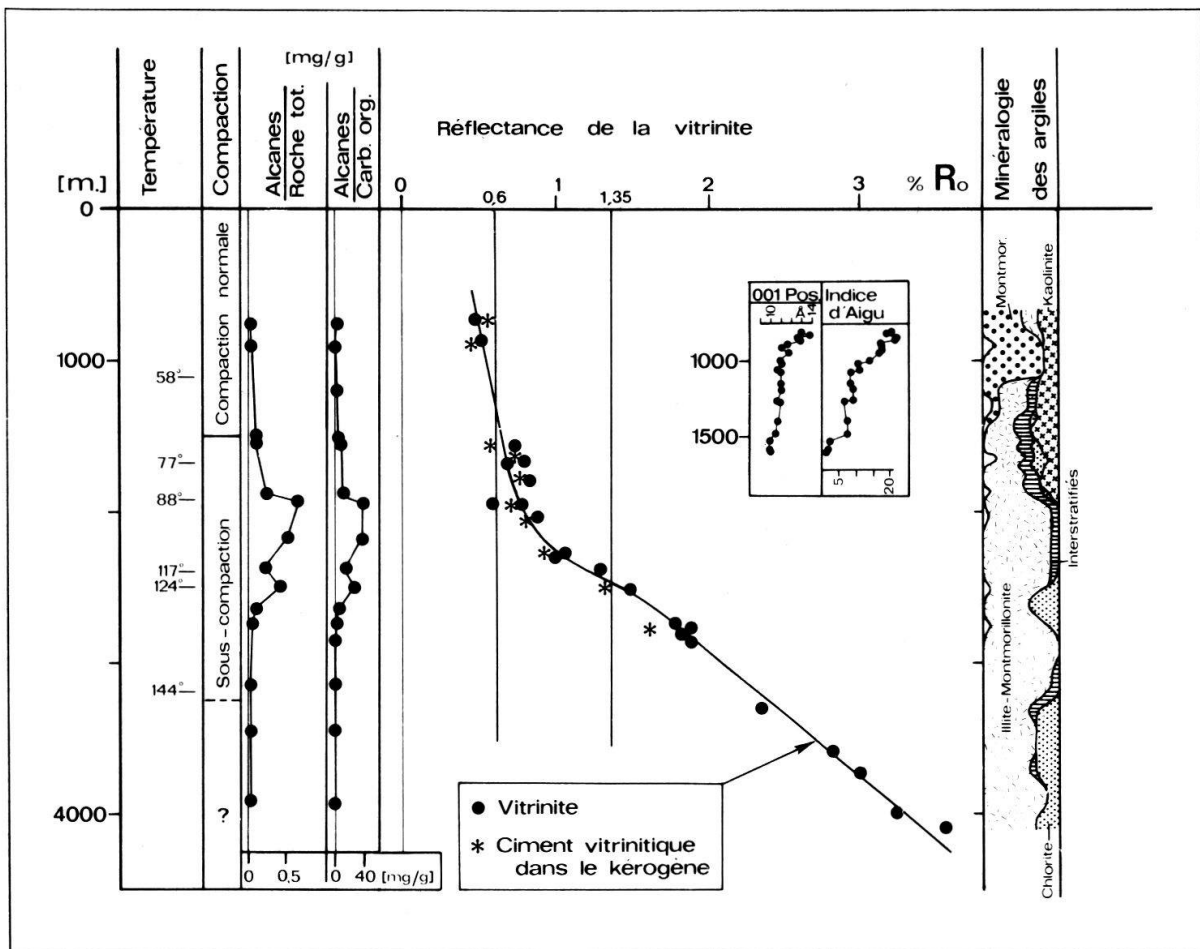 [m.]
Température
Compaction
[mg/g]
Alcanes
Roche tot.
Alcanes
Carb. org.
Réflectance de la vitrinite
0 1 2 3 % Ro
0,6 1,35
Minéralogie
des argiles
0
1000
4000
58°
77°
88°
117°
124°
144°
Compaction normale
Sous-compaction
?
0 0,5
0 40 [mg/g]
001 Pos.
10 Å 14
Indice
d'Aigu
1000
1500
5 20
● Vitrinite
* Ciment vitrinitique
dans le kérogène
Montmor.
Kaolinite
Interstratifiés
Illite-Montmorillonite
Chlorite